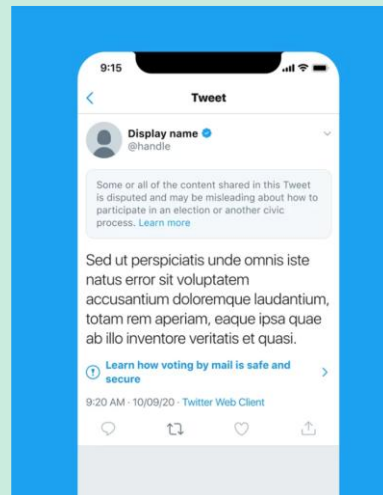 9:15
Tweet
Display name
@handle
Some or all of the content shared in this Tweet
is disputed and may be misleading about how to
participate in an election or another civic
process. Learn more
Sed ut perspiciatis unde omnis iste
natus error sit voluptatem
accusantium doloremque laudantium,
totam rem aperiam, eaque ipsa quae
ab illo inventore veritatis et quasi.
Learn how voting by mail is safe and
secure
9:20 AM · 10/09/20 · Twitter Web Client